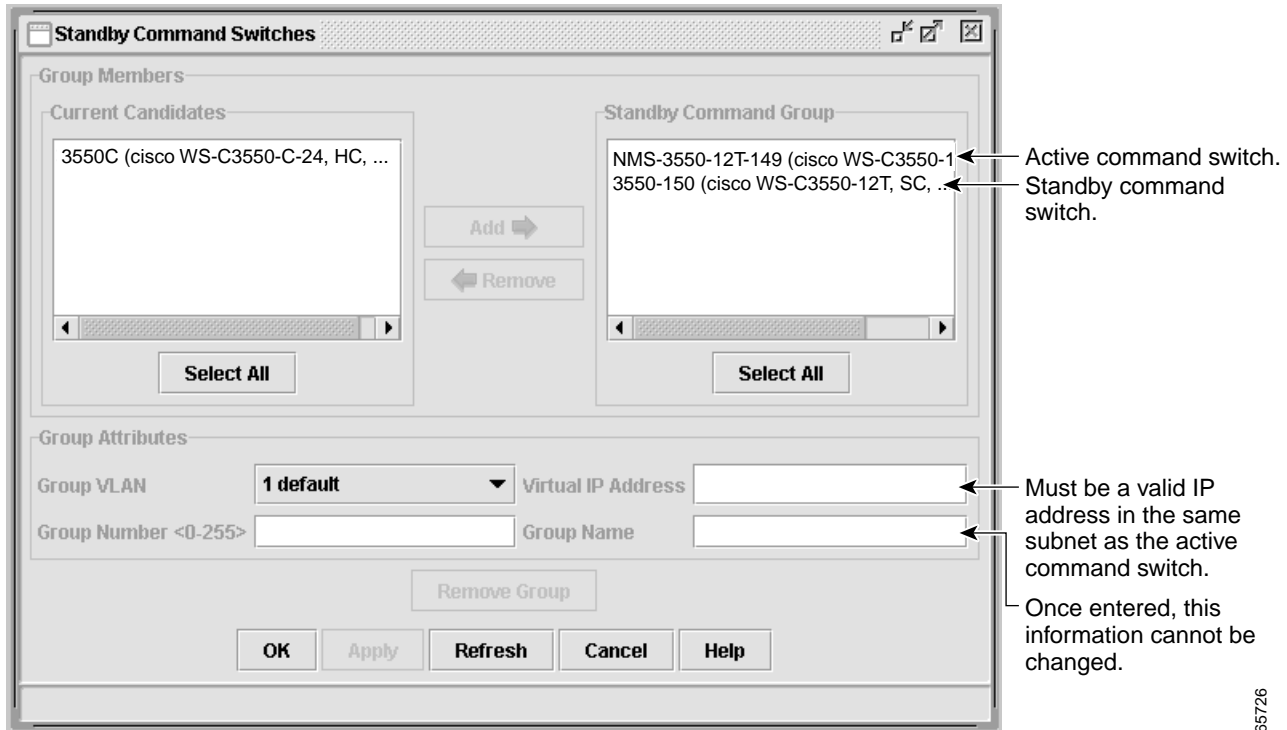 Standby Command Switches
Group Members
Current Candidates
3550C (cisco WS-C3550-C-24, HC, ...
Select All
Add
Remove
Standby Command Group
NMS-3550-12T-149 (cisco WS-C3550-1
3550-150 (cisco WS-C3550-12T, SC, ...
Select All
Active command switch.
Standby command
switch.
Group Attributes
Group VLAN
1 default
Virtual IP Address
Group Number <0-255>
Group Name
Must be a valid IP
address in the same
subnet as the active
command switch.
Once entered, this
information cannot be
changed.
Remove Group
OK
Apply
Refresh
Cancel
Help
65726